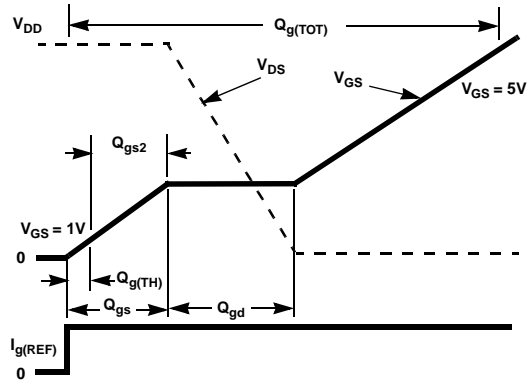 V_DD
Q_g(TOT)
V_DS
V_GS
V_GS = 5V
Q_gs2
V_GS = 1V
0
Q_g(TH)
Q_gs
Q_gd
I_g(REF)
0